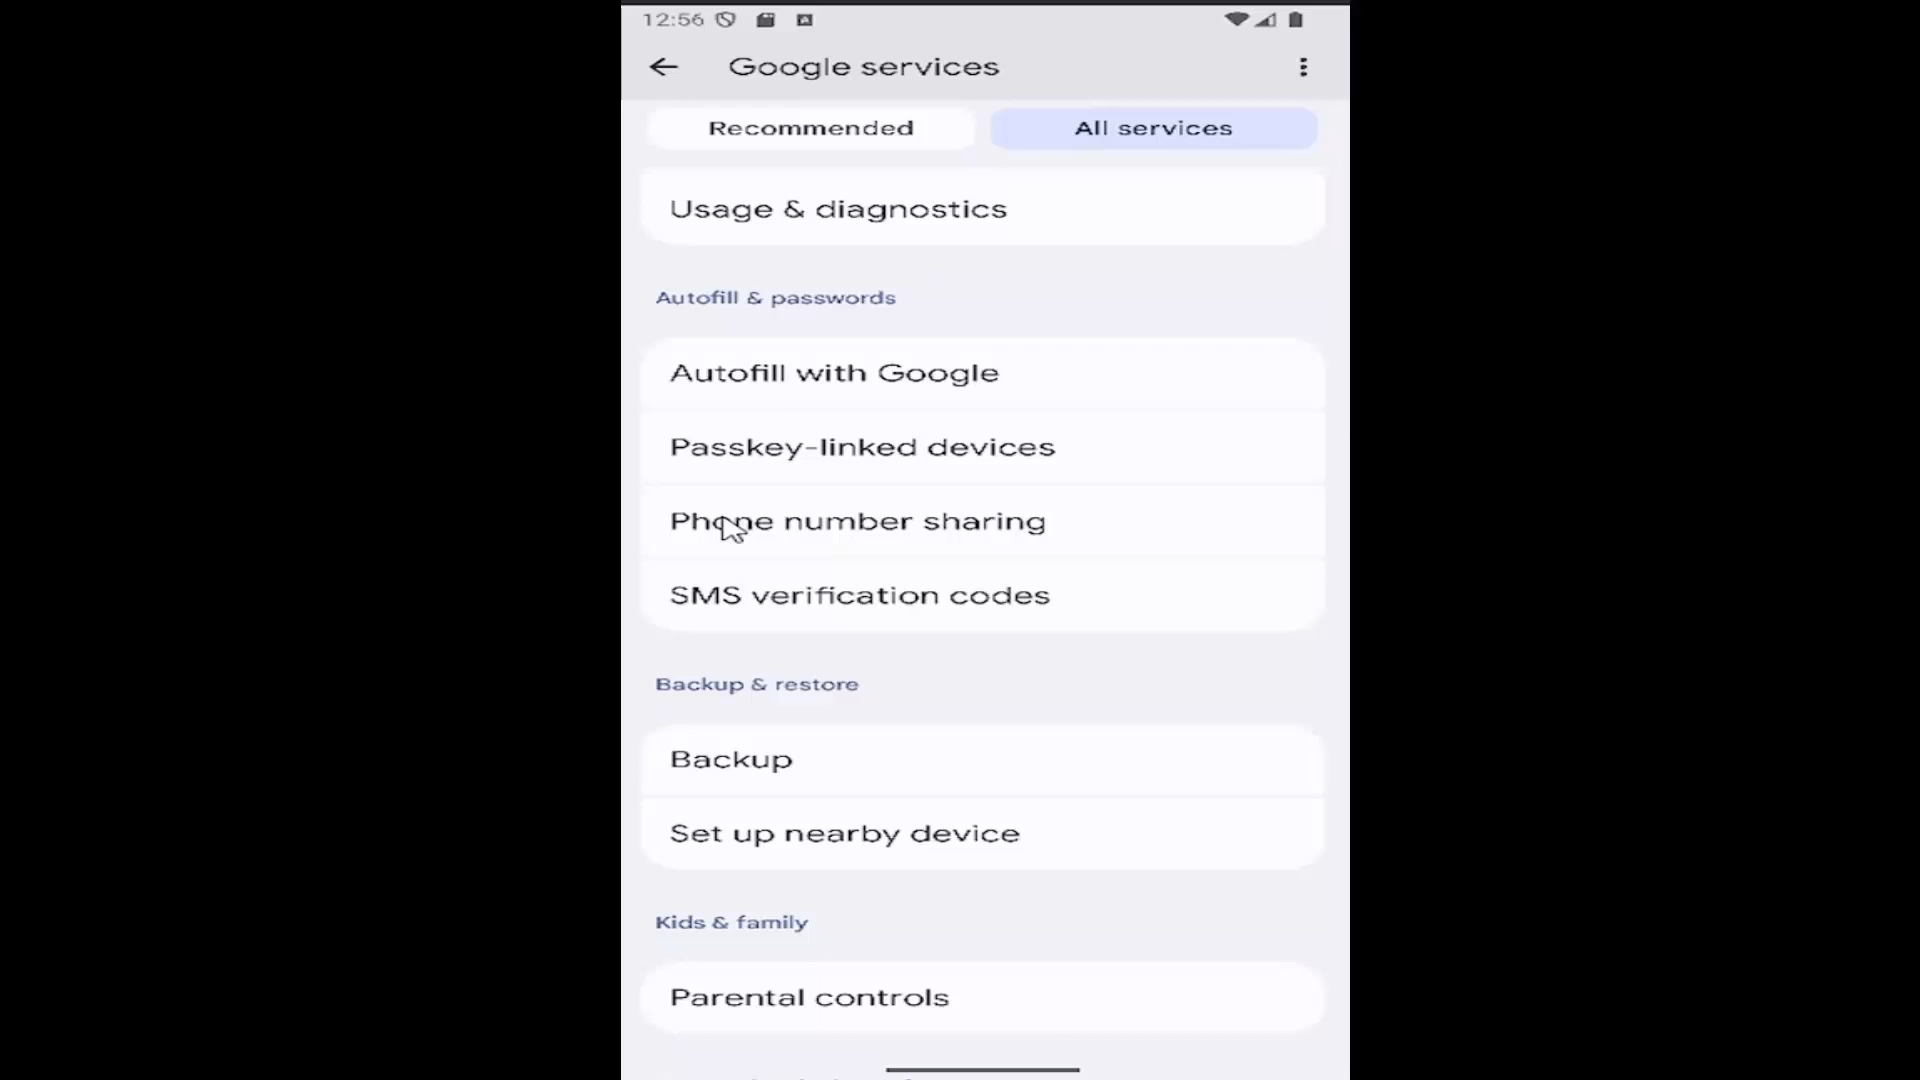 12:56
Google services
Recommended
All services
Usage & diagnostics
Autofill & passwords
Autofill with Google
Passkey-linked devices
Phone number sharing
SMS verification codes
Backup & restore
Backup
Set up nearby device
Kids & family
Parental controls